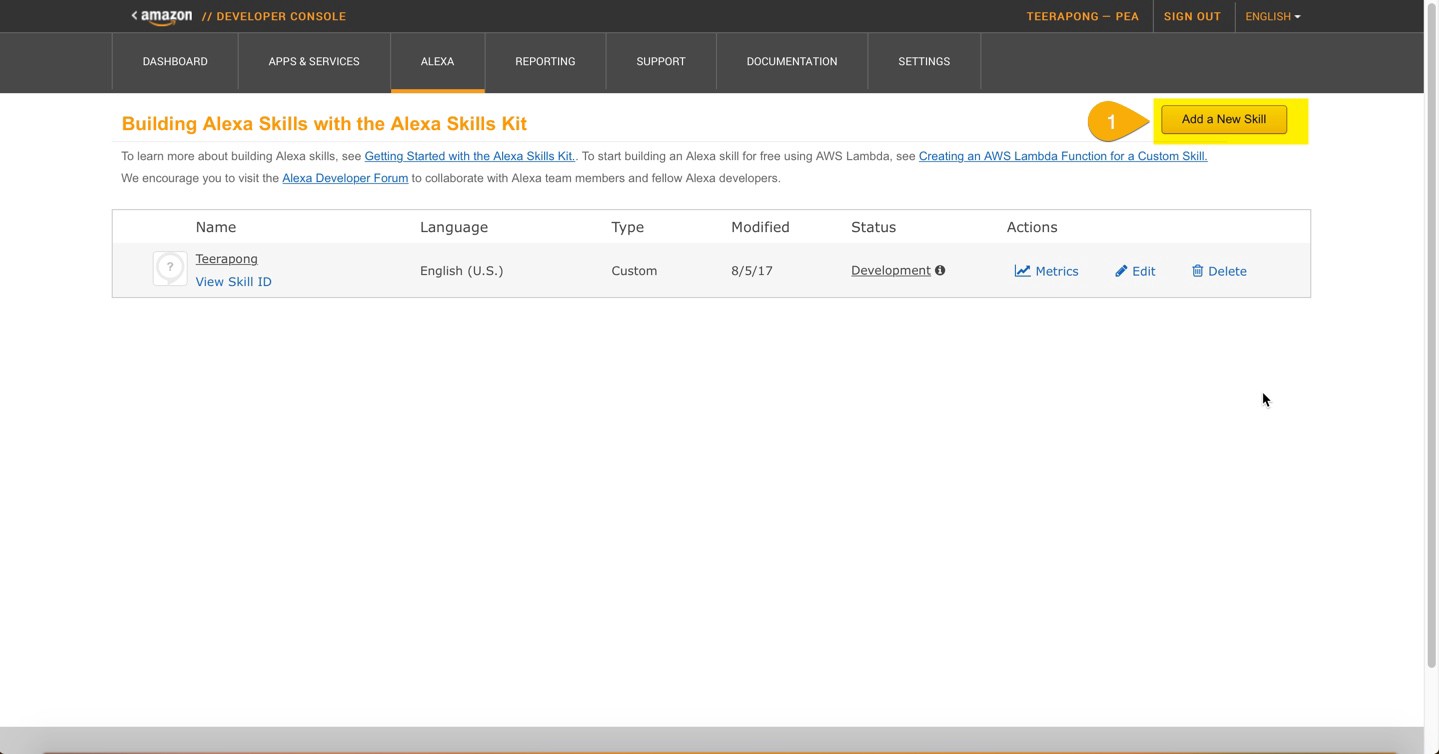 amazon // DEVELOPER CONSOLE TEERAPONG — PEA SIGN OUT ENGLISH
DASHBOARD APPS & SERVICES ALEXA REPORTING SUPPORT DOCUMENTATION SETTINGS
Building Alexa Skills with the Alexa Skills Kit 1 Add a New Skill
To learn more about building Alexa skills, see Getting Started with the Alexa Skills Kit.. To start building an Alexa skill for free using AWS Lambda, see Creating an AWS Lambda Function for a Custom Skill.
We encourage you to visit the Alexa Developer Forum to collaborate with Alexa team members and fellow Alexa developers.
Name Language Type Modified Status Actions
? Teerapong
View Skill ID English (U.S.) Custom 8/5/17 Development Metrics Edit Delete